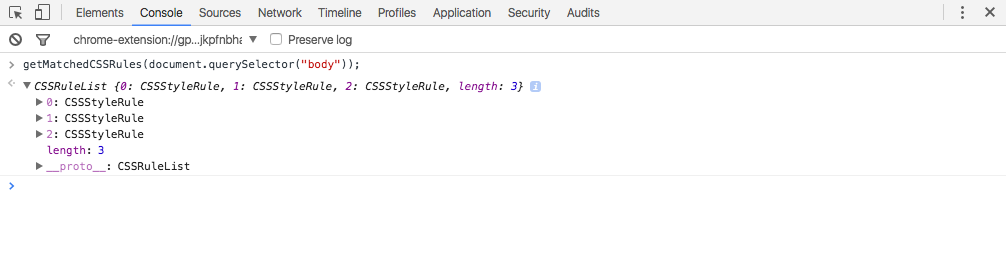 Elements Console Sources Network Timeline Profiles Application Security Audits
chrome-extension://gp...jkpfnbha Preserve log
getMatchedCSSRules(document.querySelector("body"));
CSSRuleList {0: CSSStyleRule, 1: CSSStyleRule, 2: CSSStyleRule, length: 3} i
0: CSSStyleRule
1: CSSStyleRule
2: CSSStyleRule
length: 3
__proto__: CSSRuleList